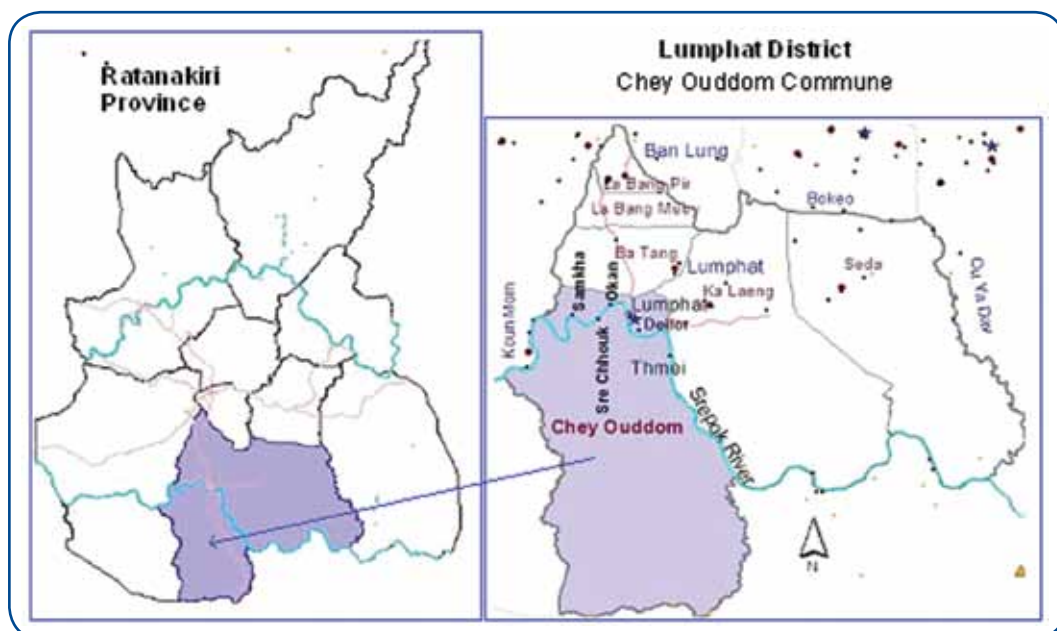 Ratanakiri
Province
Lumphat District
Chey Ouddom Commune
Ban Lung
La Bang Pir
La Bang Muoy
Bokeo
Ba Tang
Lumphat
Seda
Ka Laeng
Ou Ya Dav
Koun Mom
Samkha
Okan
Lumphat
Deilor
Sre Chhouk
Thmei
Chey Ouddom
Srepok River
N